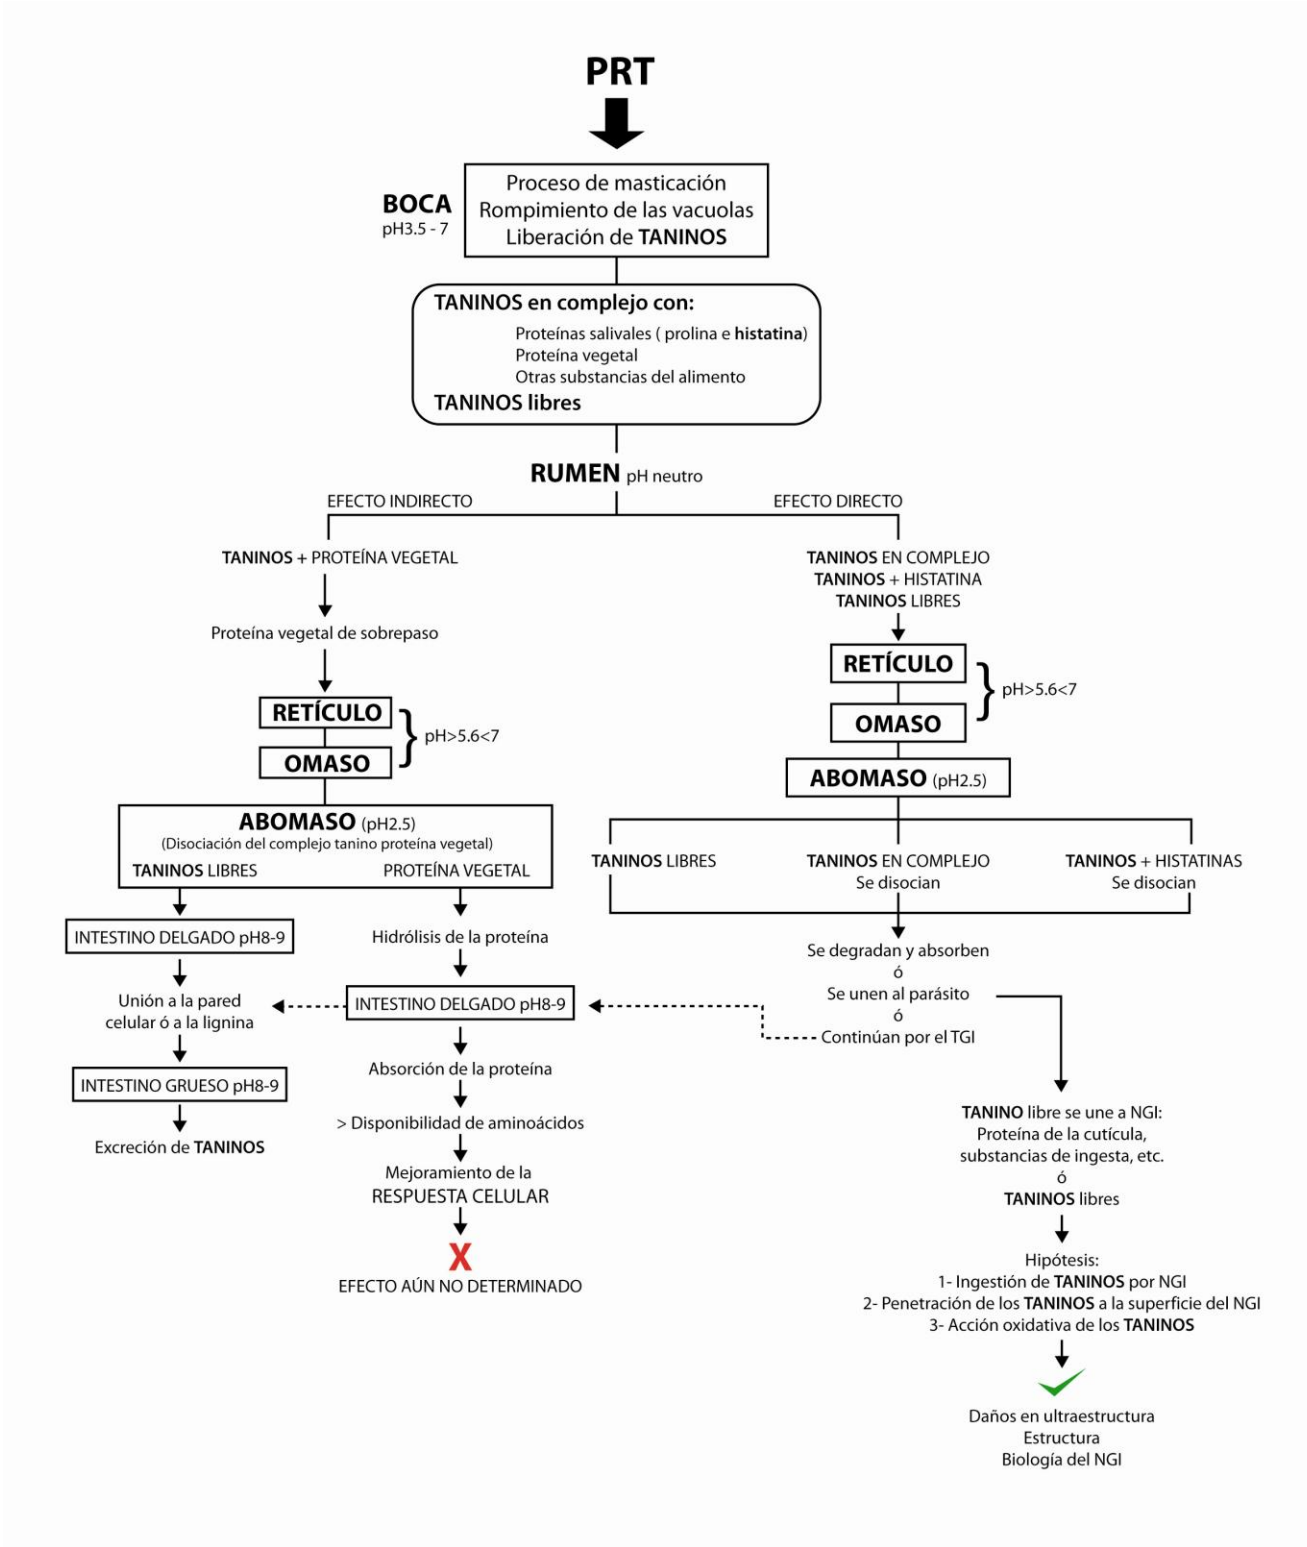 PRT
BOCA
pH3.5 - 7
Proceso de masticación
Rompimiento de las vacuolas
Liberación de TANINOS
TANINOS en complejo con:
Proteínas salivales ( prolina e histatina)
Proteína vegetal
Otras substancias del alimento
TANINOS libres
RUMEN pH neutro
EFECTO INDIRECTO
TANINOS + PROTEÍNA VEGETAL
Proteína vegetal de sobrepaso
RETÍCULO
OMASO
pH>5.6<7
ABOMASO (pH2.5)
(Disociación del complejo tanino proteína vegetal)
TANINOS LIBRES
PROTEÍNA VEGETAL
INTESTINO DELGADO pH8-9
Unión a la pared
celular ó a la lignina
INTESTINO GRUESO pH8-9
Excreción de TANINOS
Hidrólisis de la proteína
INTESTINO DELGADO pH8-9
Absorción de la proteína
> Disponibilidad de aminoácidos
Mejoramiento de la
RESPUESTA CELULAR
X
EFECTO AÚN NO DETERMINADO
EFECTO DIRECTO
TANINOS EN COMPLEJO
TANINOS + HISTATINA
TANINOS LIBRES
RETÍCULO
OMASO
pH>5.6<7
ABOMASO (pH2.5)
TANINOS LIBRES
TANINOS EN COMPLEJO
Se disocian
TANINOS + HISTATINAS
Se disocian
Se degradan y absorben
ó
Se unen al parásito
ó
Continúan por el TGI
TANINO libre se une a NGI:
Proteína de la cutícula,
substancias de ingesta, etc.
ó
TANINOS libres
Hipótesis:
1- Ingestión de TANINOS por NGI
2- Penetración de los TANINOS a la superficie del NGI
3- Acción oxidativa de los TANINOS
Daños en ultraestructura
Estructura
Biología del NGI